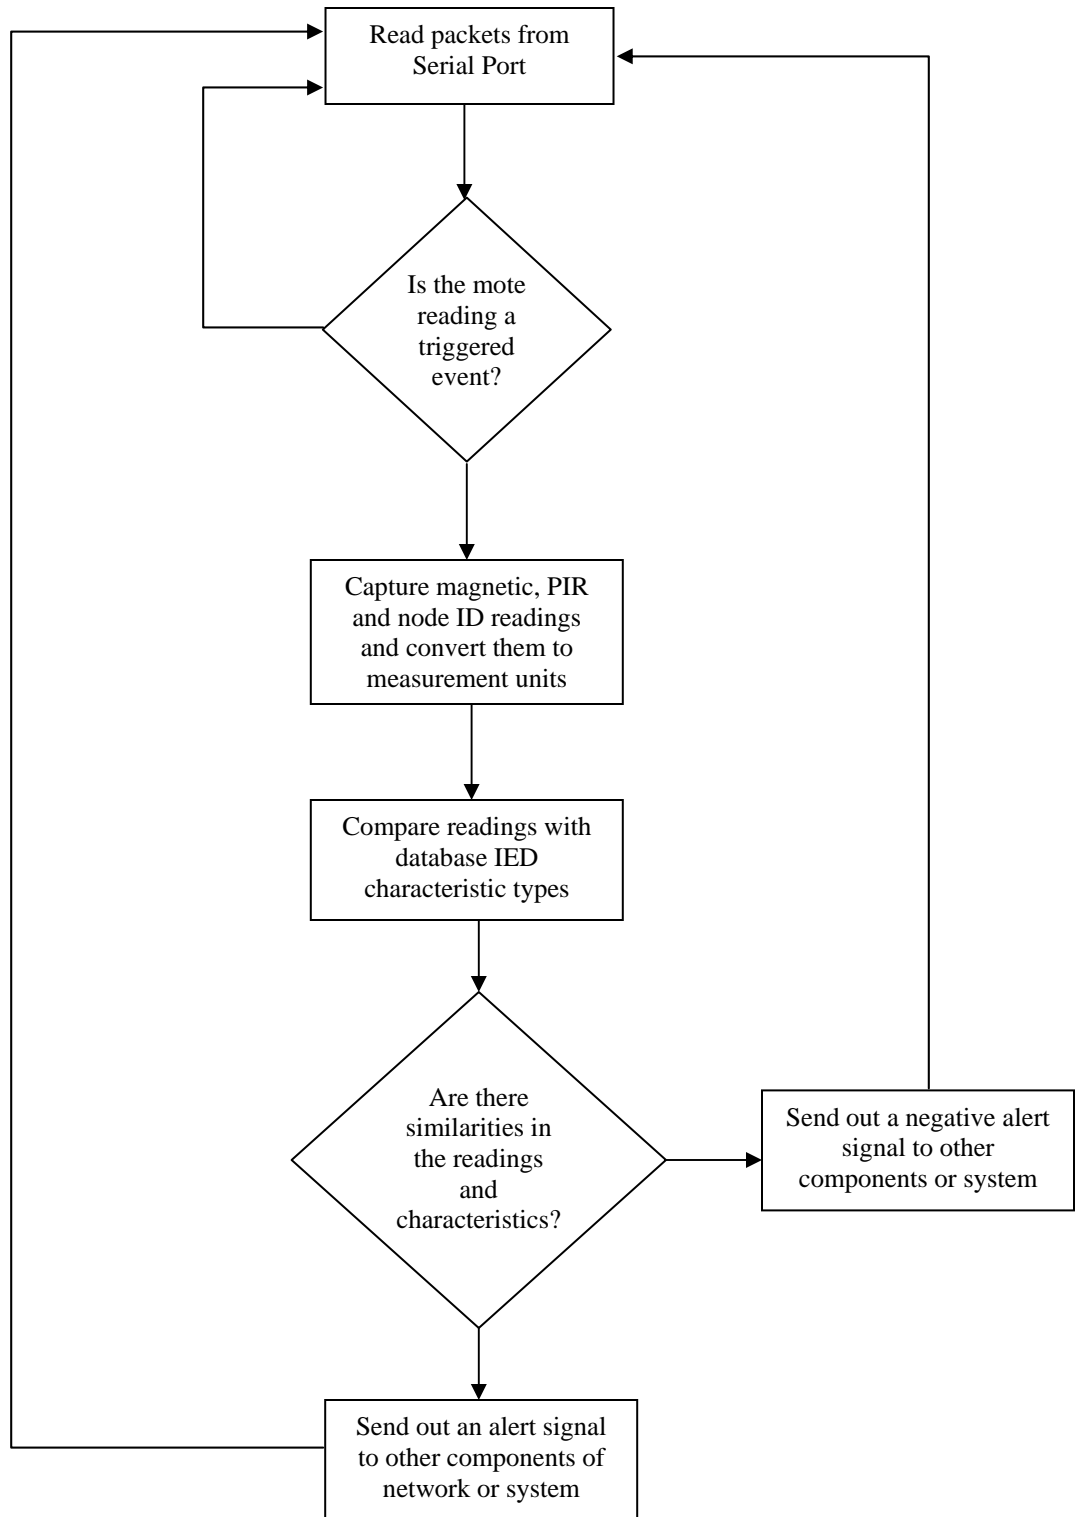 Read packets from
Serial Port
Is the mote
reading a
triggered
event?
Capture magnetic, PIR
and node ID readings
and convert them to
measurement units
Compare readings with
database IED
characteristic types
Are there
similarities in
the readings
and
characteristics?
Send out a negative alert
signal to other
components or system
Send out an alert signal
to other components of
network or system